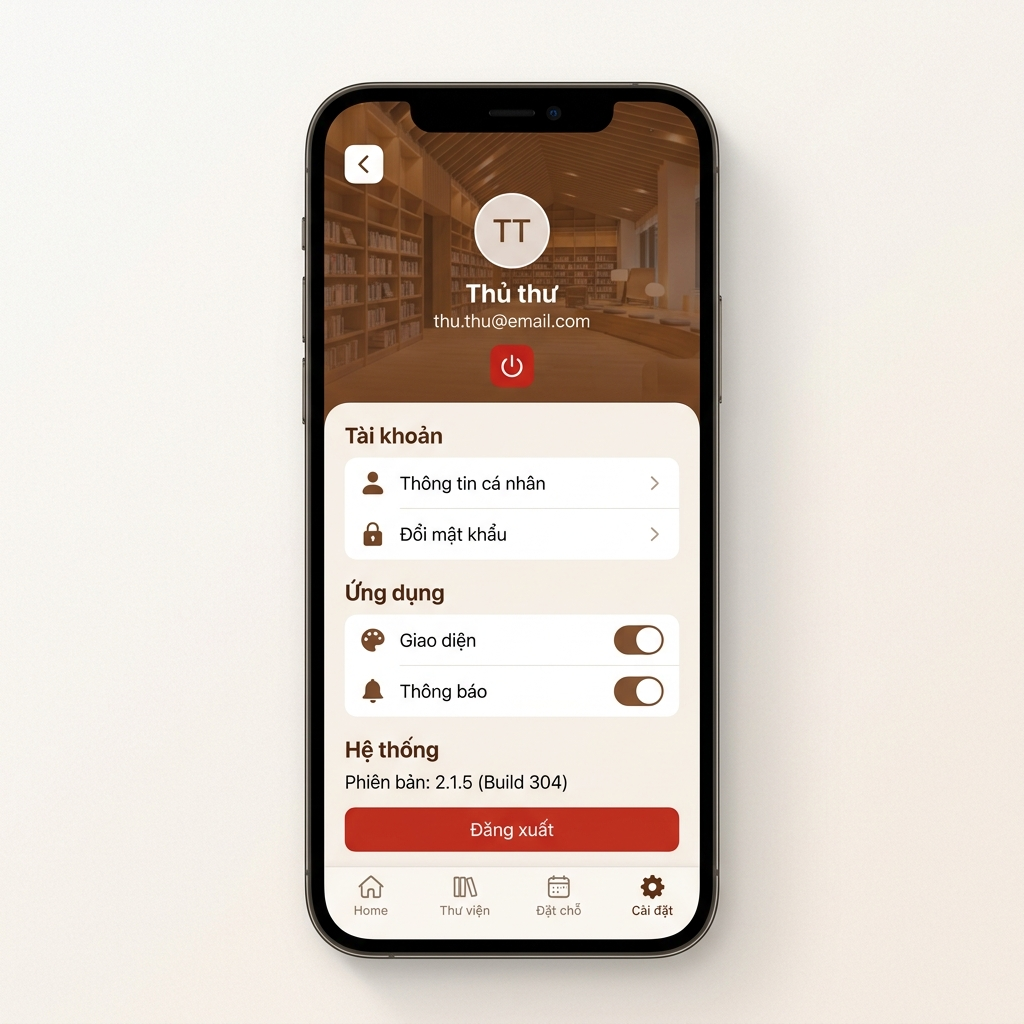 TT
Thủ thư
thu.thu@email.com
Tài khoản
Thông tin cá nhân
Đổi mật khẩu
Ứng dụng
Giao diện
Thông báo
Hệ thống
Phiên bản: 2.1.5 (Build 304)
Đăng xuất
Home
Thư viện
Đặt chỗ
Cài đặt